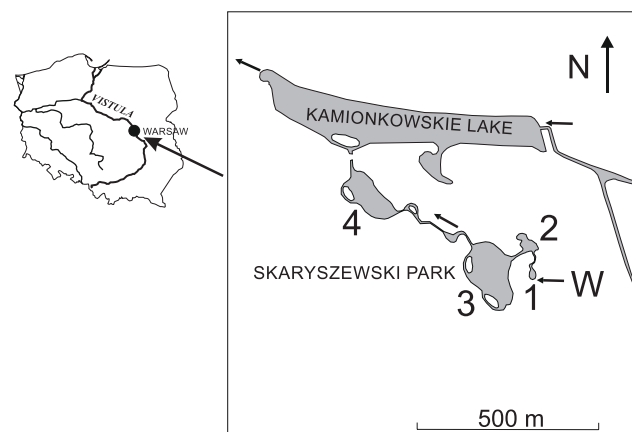 VISTULA
WARSAW
N
KAMIONKOWSKIE LAKE
4
2
SKARYSZEWSKI PARK
3
1
W
500 m